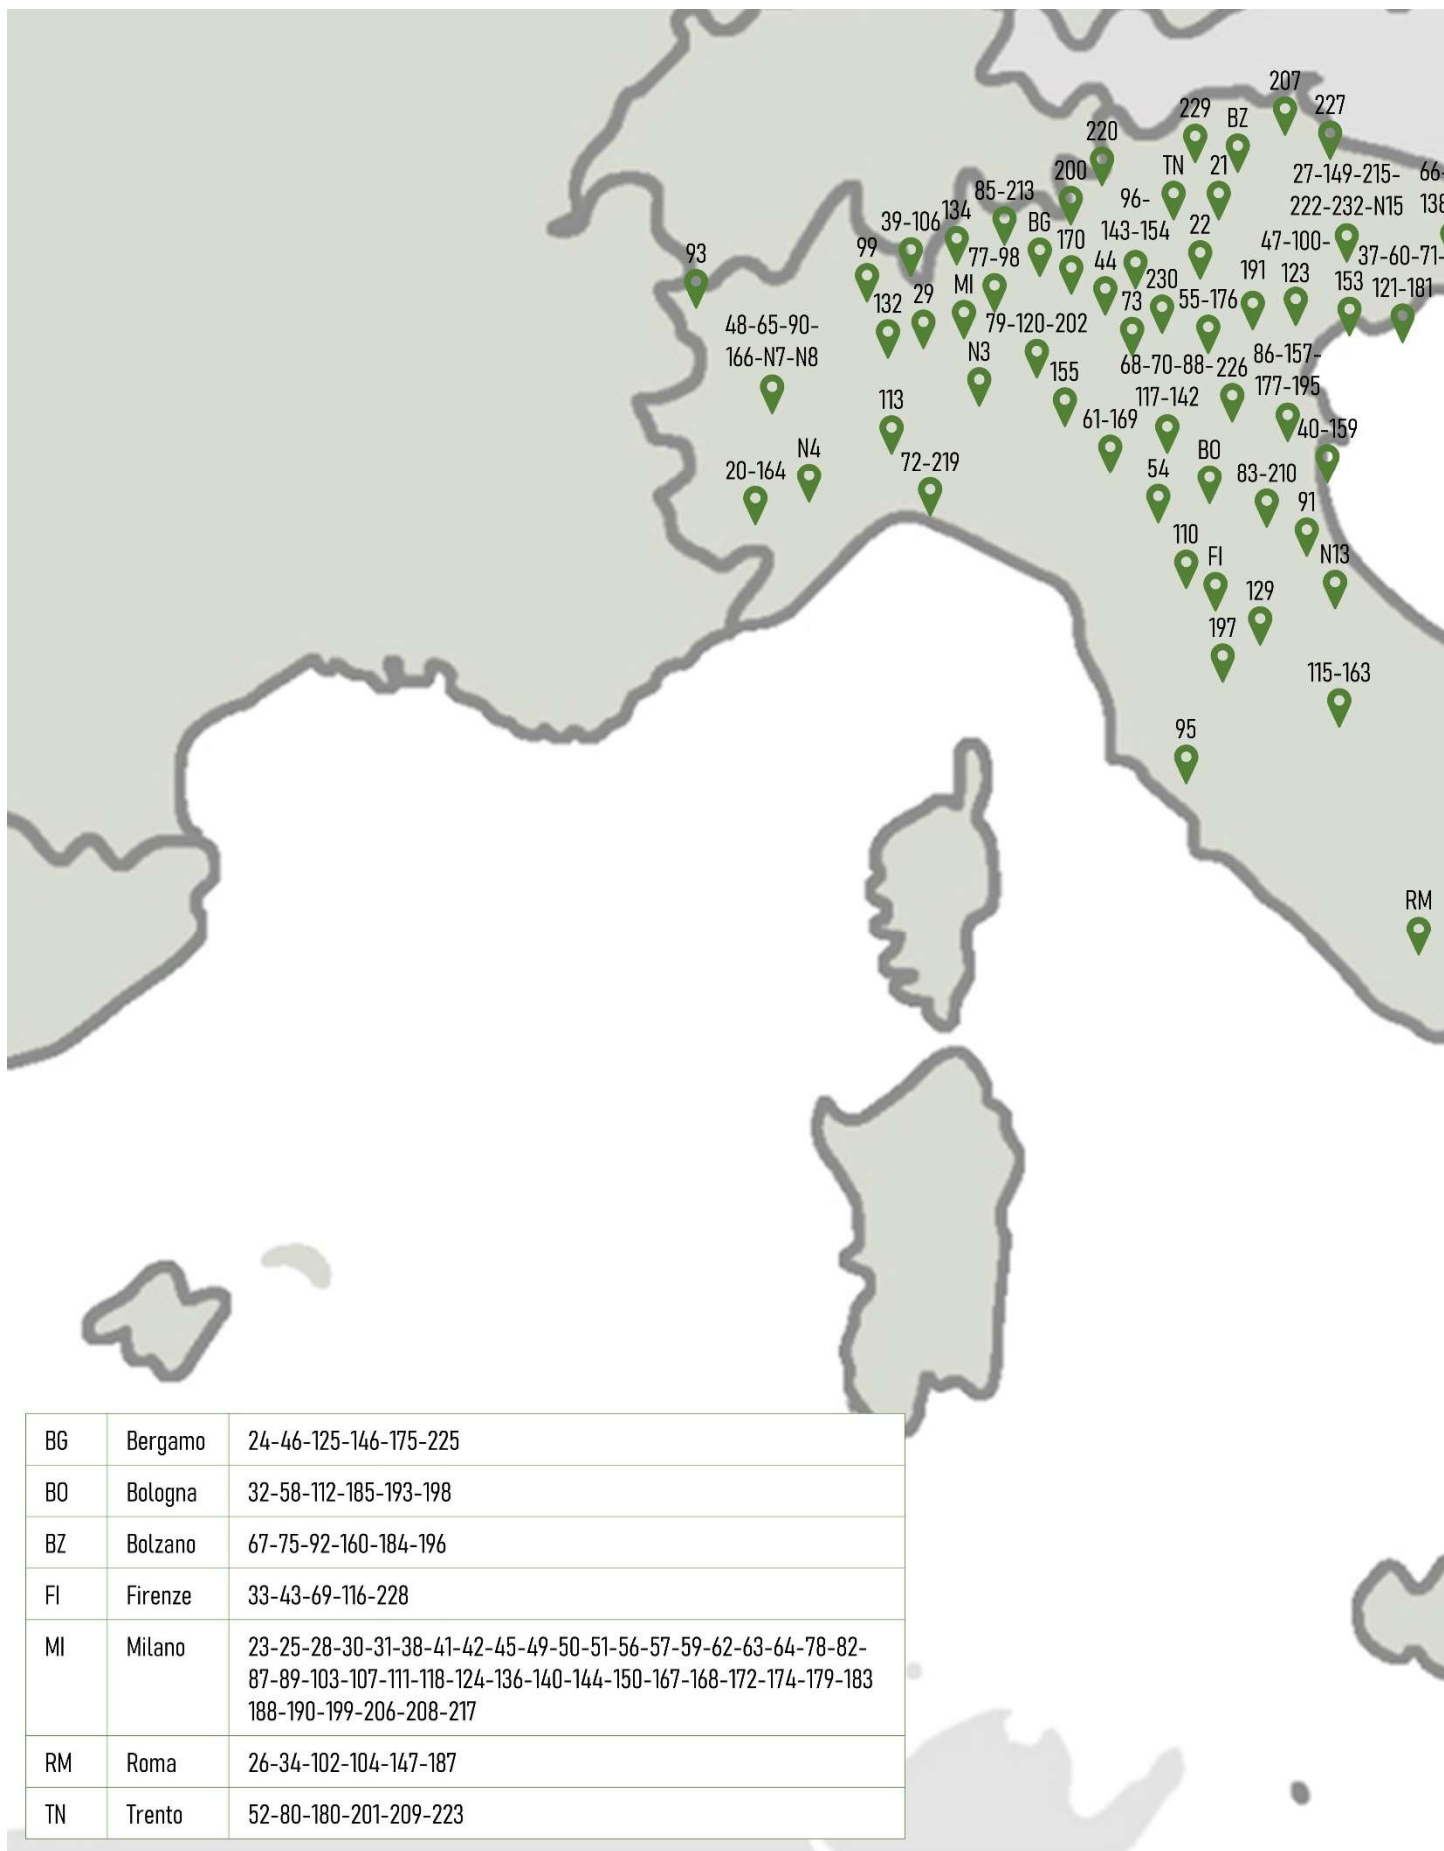 207
229
BZ
227
220
TN
21
27-149-215-
222-232-N15
66-
138
200
96-
143-154
85-213
39-106
134
BG
170
22
47-100-
153
37-60-71-
121-181
93
99
77-98
44
191
123
132
29
MI
230
73
55-176
48-65-90-
166-N7-N8
79-120-202
N3
155
68-70-88-
117-142
226
86-157-
177-195
113
61-169
40-159
N4
20-164
72-219
54
BO
83-210
91
110
FI
N13
129
197
115-163
95
RM
BG Bergamo 24-46-125-146-175-225
BO Bologna 32-58-112-185-193-198
BZ Bolzano 67-75-92-160-184-196
FI Firenze 33-43-69-116-228
MI Milano 23-25-28-30-31-38-41-42-45-49-50-51-56-57-59-62-63-64-78-82-
87-89-103-107-111-118-124-136-140-144-150-167-168-172-174-179-183
188-190-199-206-208-217
RM Roma 26-34-102-104-147-187
TN Trento 52-80-180-201-209-223